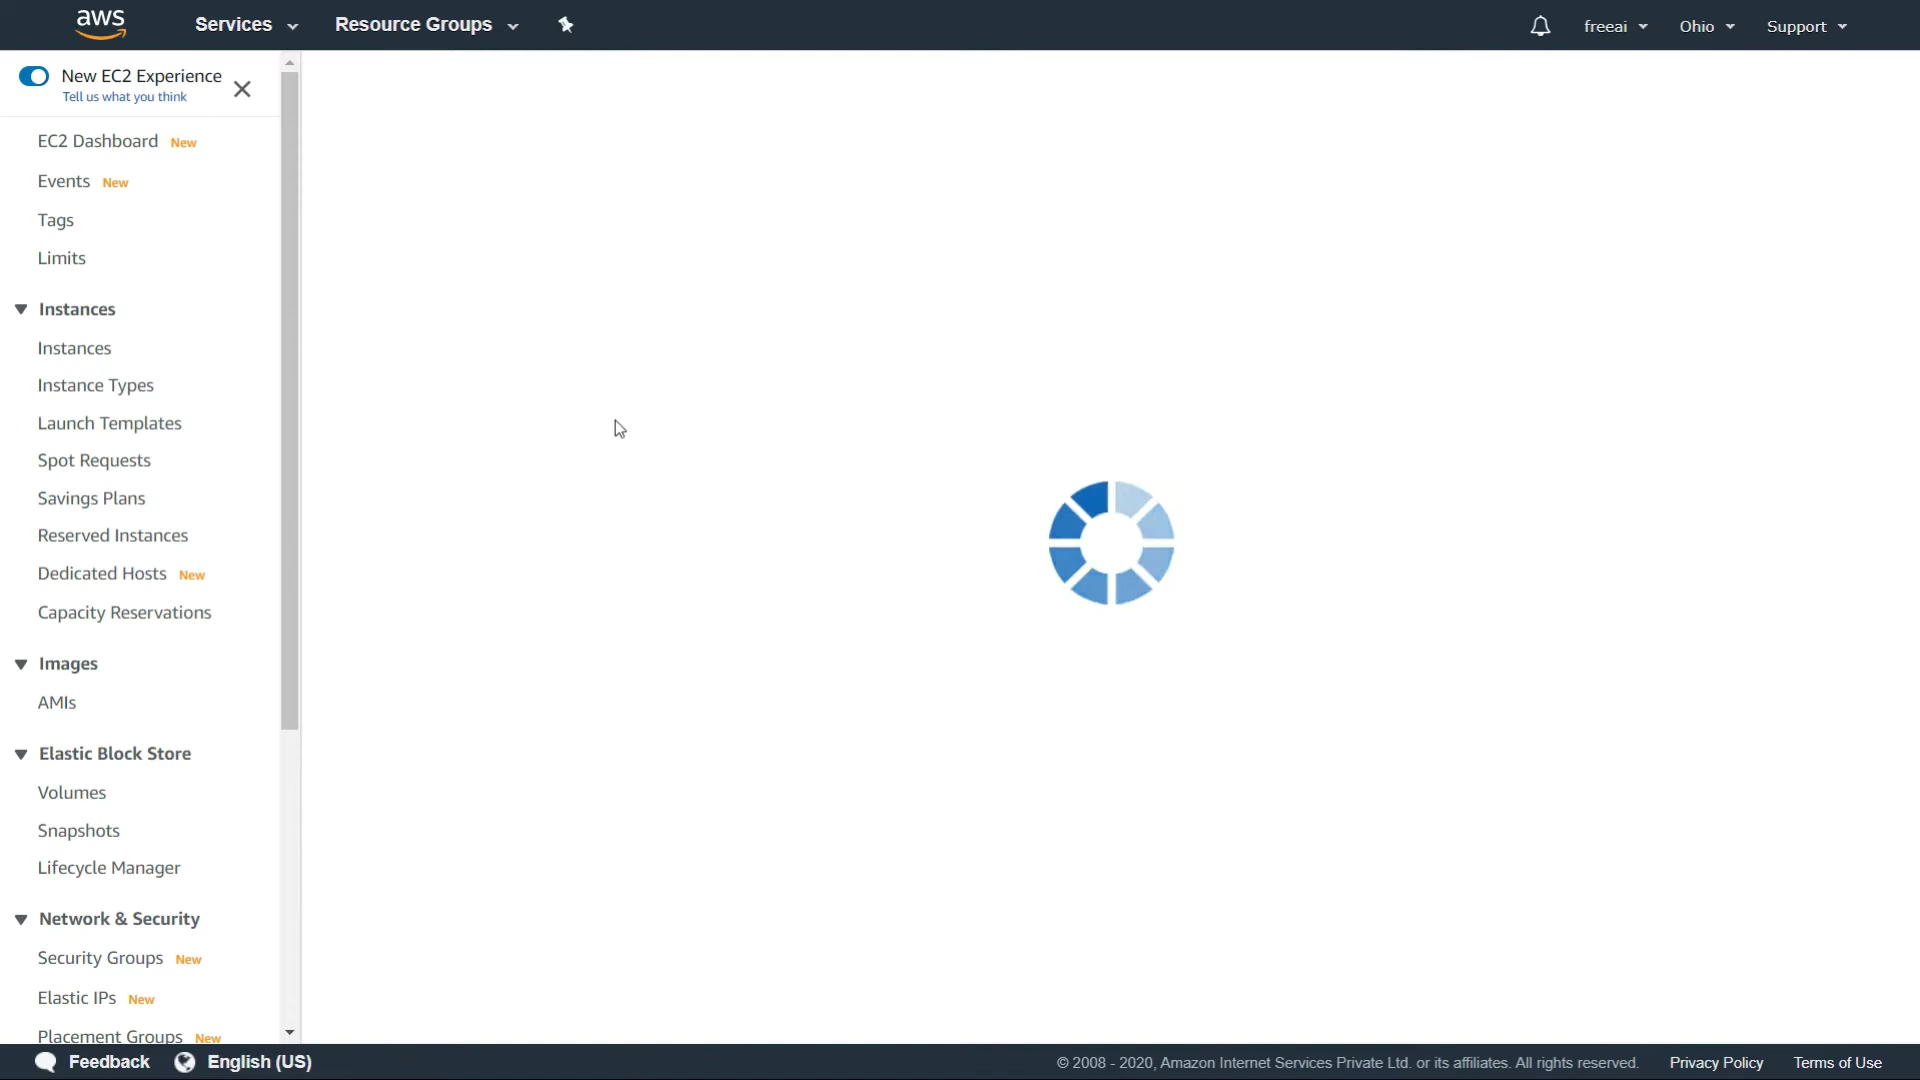 aws Services Resource Groups freeai Ohio Support
New EC2 Experience
Tell us what you think
EC2 Dashboard New
Events New
Tags
Limits
Instances
Instances
Instance Types
Launch Templates
Spot Requests
Savings Plans
Reserved Instances
Dedicated Hosts New
Capacity Reservations
Images
AMIs
Elastic Block Store
Volumes
Snapshots
Lifecycle Manager
Network & Security
Security Groups New
Elastic IPs New
Placement Groups New
Feedback English (US) © 2008 - 2020, Amazon Internet Services Private Ltd. or its affiliates. All rights reserved. Privacy Policy Terms of Use